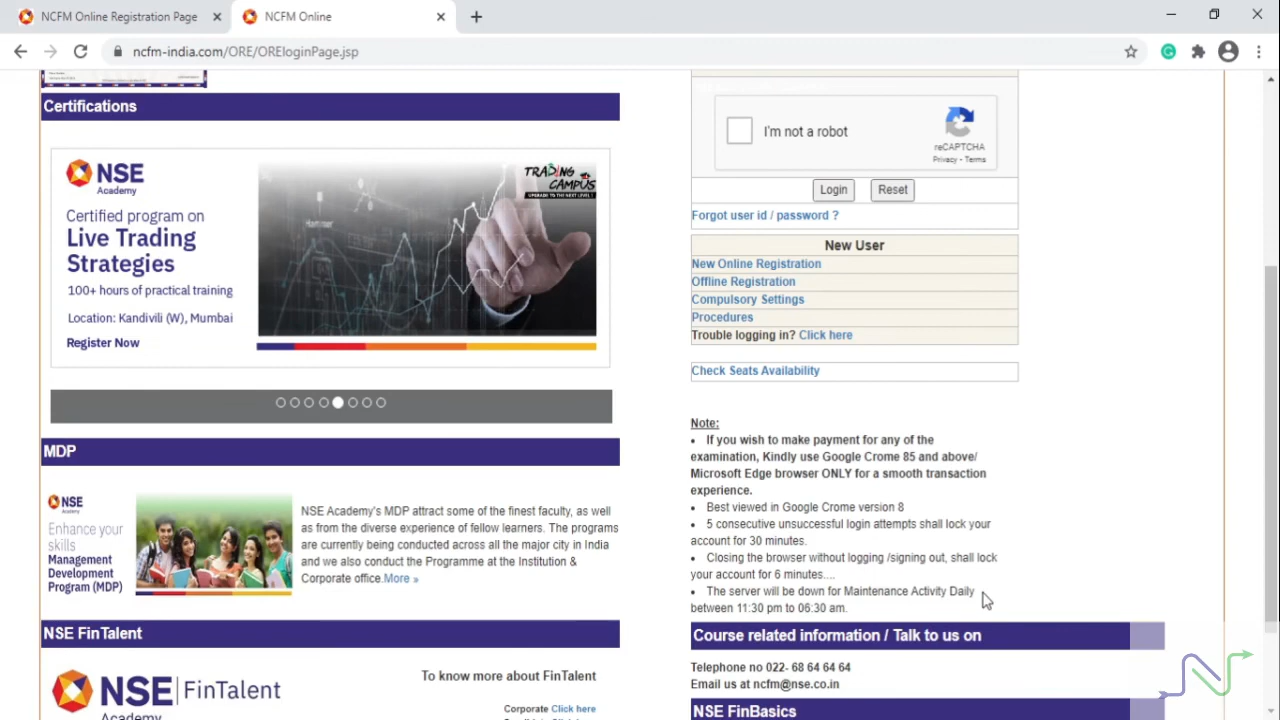 NCFM Online Registration Page
NCFM Online
ncfm-india.com/ORE/OREloginPage.jsp
Certifications
NSE
Academy
Certified program on
Live Trading
Strategies
100+ hours of practical training
Location: Kandivili (W), Mumbai
Register Now
TRADING
CAMPUS
UPGRADE TO THE NEXT LEVEL !
Hammer
MDP
NSE
Academy
Enhance your
skills
Management
Development
Program (MDP)
NSE Academy's MDP attract some of the finest faculty, as well
as from the diverse experience of fellow learners. The programs
are currently being conducted across all the major city in India
and we also conduct the Programme at the Institution &
Corporate office.More »
NSE FinTalent
NSE FinTalent
Academy
To know more about FinTalent
Corporate Click here
I'm not a robot
reCAPTCHA
Privacy - Terms
Login Reset
Forgot user id / password ?
New User
New Online Registration
Offline Registration
Compulsory Settings
Procedures
Trouble logging in? Click here
Check Seats Availability
Note:
• If you wish to make payment for any of the
examination, Kindly use Google Crome 85 and above/
Microsoft Edge browser ONLY for a smooth transaction
experience.
• Best viewed in Google Crome version 8
• 5 consecutive unsuccessful login attempts shall lock your
account for 30 minutes.
• Closing the browser without logging /signing out, shall lock
your account for 6 minutes....
• The server will be down for Maintenance Activity Daily
between 11:30 pm to 06:30 am.
Course related information / Talk to us on
Telephone no 022- 68 64 64 64
Email us at ncfm@nse.co.in
NSE FinBasics